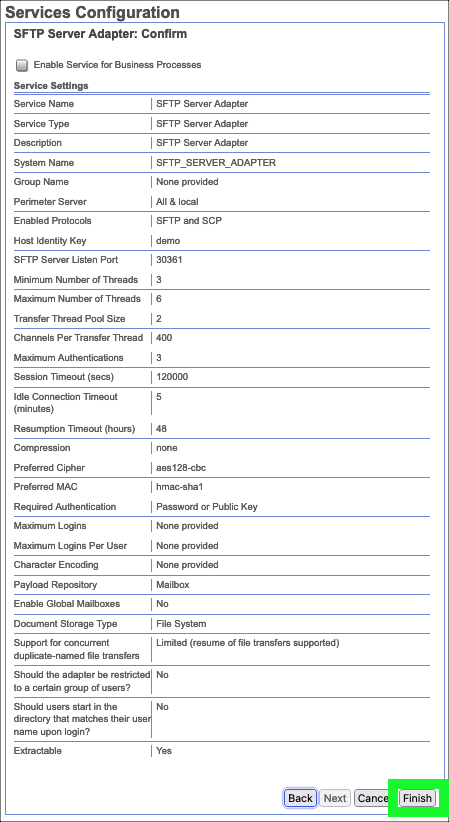 Services Configuration
SFTP Server Adapter: Confirm
Enable Service for Business Processes
Service Settings
Service Name SFTP Server Adapter
Service Type SFTP Server Adapter
Description SFTP Server Adapter
System Name SFTP_SERVER_ADAPTER
Group Name None provided
Perimeter Server All & local
Enabled Protocols SFTP and SCP
Host Identity Key demo
SFTP Server Listen Port 30361
Minimum Number of Threads 3
Maximum Number of Threads 6
Transfer Thread Pool Size 2
Channels Per Transfer Thread 400
Maximum Authentications 3
Session Timeout (secs) 120000
Idle Connection Timeout 5
(minutes)
Resumption Timeout (hours) 48
Compression none
Preferred Cipher aes128-cbc
Preferred MAC hmac-sha1
Required Authentication Password or Public Key
Maximum Logins None provided
Maximum Logins Per User None provided
Character Encoding None provided
Payload Repository Mailbox
Enable Global Mailboxes No
Document Storage Type File System
Support for concurrent Limited (resume of file transfers supported)
duplicate-named file transfers
Should the adapter be restricted No
to a certain group of users?
Should users start in the No
directory that matches their user
name upon login?
Extractable Yes
Back Next Cance Finish